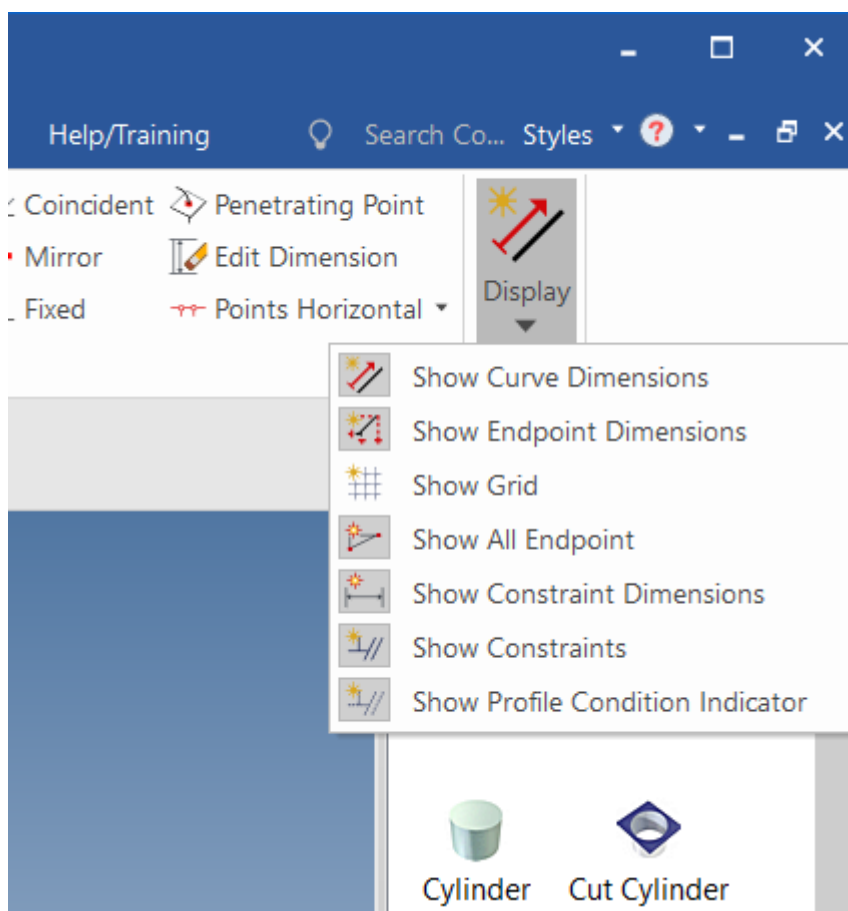 Help/Training Search Co... Styles
Coincident Penetrating Point
Mirror Edit Dimension
Fixed Points Horizontal
Display
Show Curve Dimensions
Show Endpoint Dimensions
Show Grid
Show All Endpoint
Show Constraint Dimensions
Show Constraints
Show Profile Condition Indicator
Cylinder Cut Cylinder